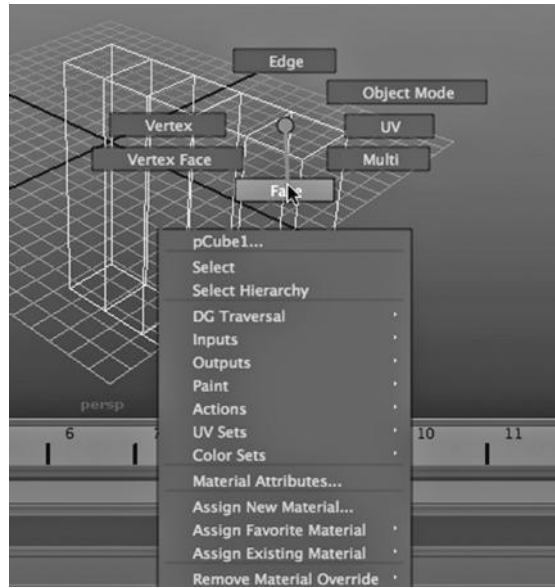 Edge
Object Mode
Vertex
UV
Vertex Face
Multi
Face
pCube1...
Select
Select Hierarchy
DG Traversal
Inputs
Outputs
Paint
persp
Actions
6
UV Sets
10
11
Color Sets
Material Attributes...
Assign New Material...
Assign Favorite Material
Assign Existing Material
Remove Material Override